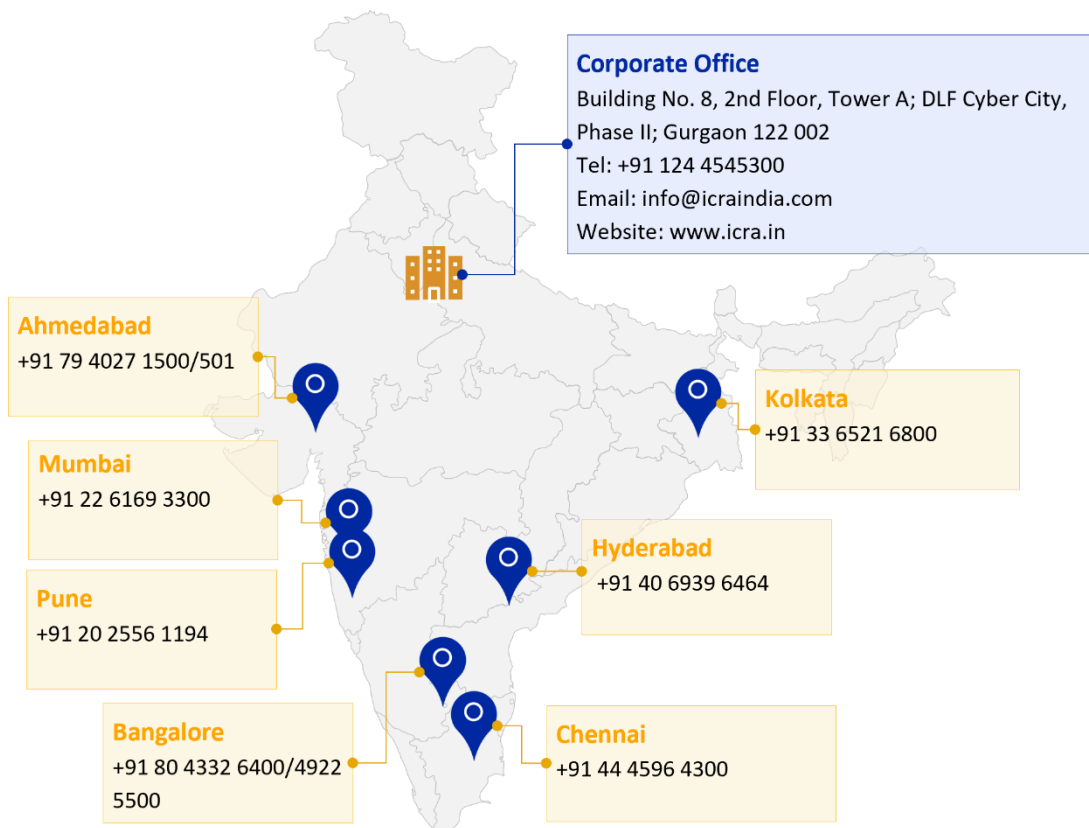 Corporate Office
Building No. 8, 2nd Floor, Tower A; DLF Cyber City,
Phase II; Gurgaon 122 002
Tel: +91 124 4545300
Email: info@icraindia.com
Website: www.icra.in
Ahmedabad
+91 79 4027 1500/501
Kolkata
+91 33 6521 6800
Mumbai
+91 22 6169 3300
Hyderabad
+91 40 6939 6464
Pune
+91 20 2556 1194
Bangalore
+91 80 4332 6400/4922
5500
Chennai
+91 44 4596 4300